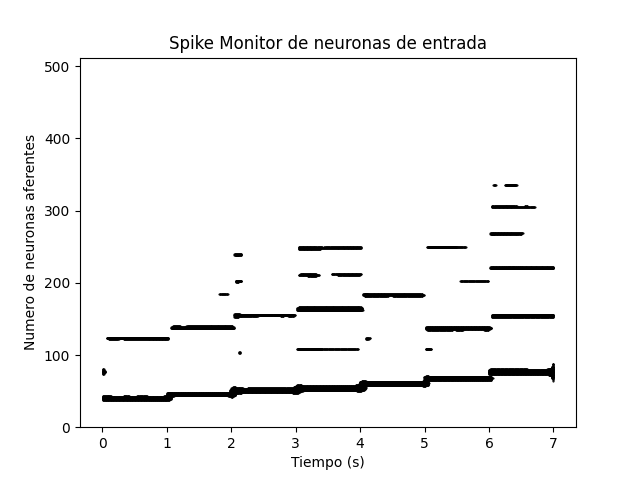 Spike Monitor de neuronas de entrada
Numero de neuronas aferentes
500
400
300
200
100
0
0 1 2 3 4 5 6 7
Tiempo (s)